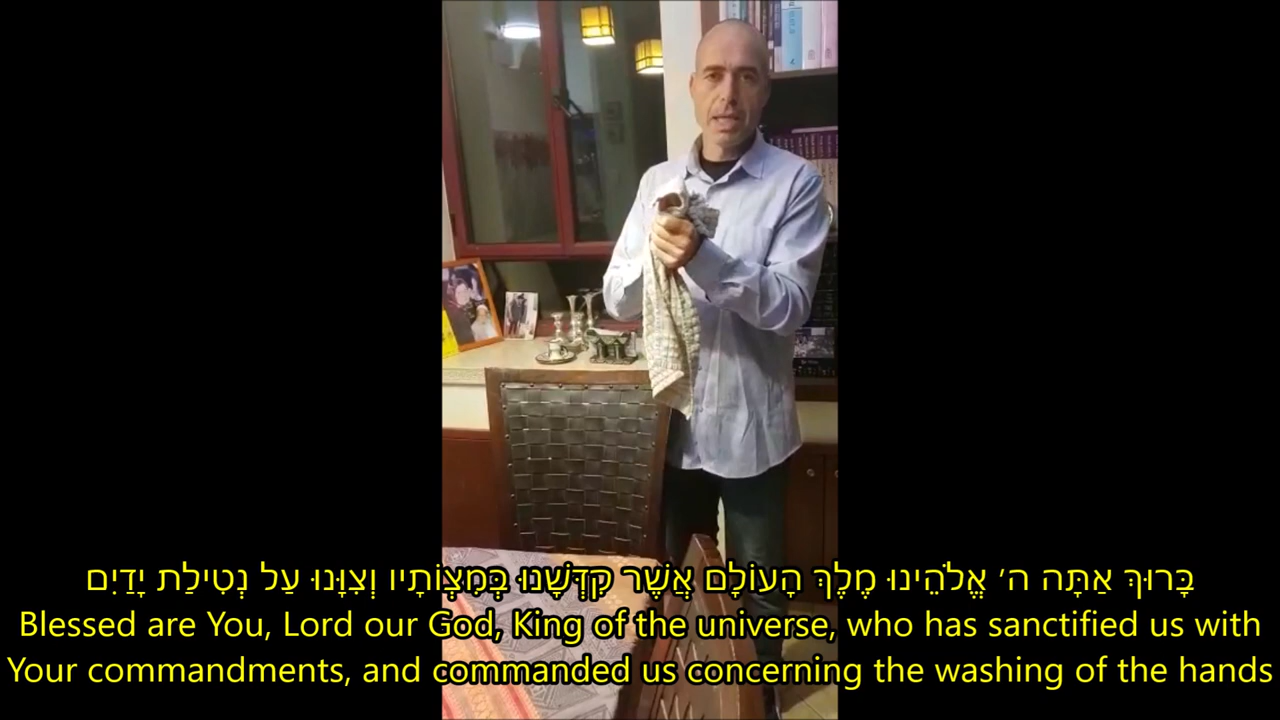 בָּרוּךְ אַתָּה ה׳ אֱלֹהֵינוּ מֶלֶךְ הָעוֹלָם אֲשֶׁר קִדְּשָׁנוּ בְּמִצְוֹתָיו וְצִוָּנוּ עַל נְטִילַת יָדַיִם
Blessed are You, Lord our God, King of the universe, who has sanctified us with
Your commandments, and commanded us concerning the washing of the hands